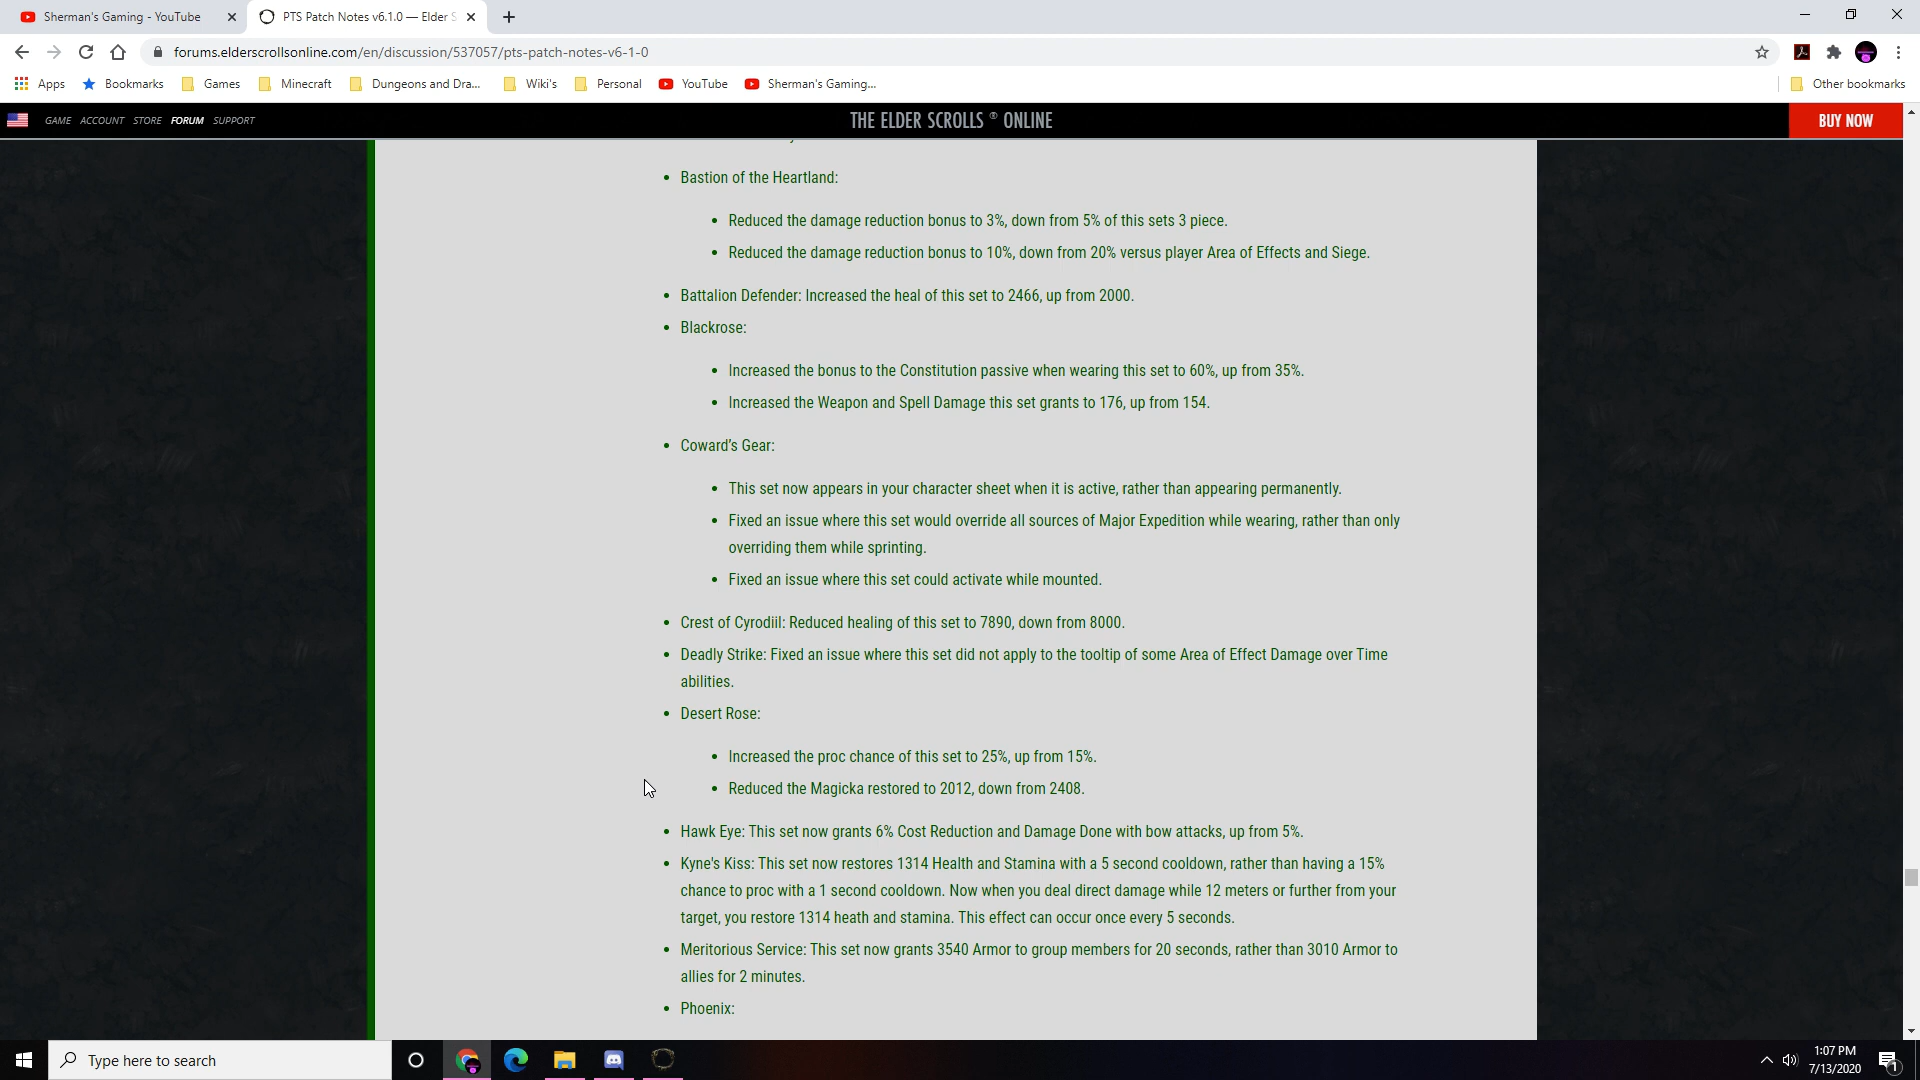 Sherman's Gaming - YouTube
PTS Patch Notes v6.1.0 — Elder S
forums.elderscrollsonline.com/en/discussion/537057/pts-patch-notes-v6-1-0
Apps Bookmarks Games Minecraft Dungeons and Dra... Wiki's Personal YouTube Sherman's Gaming... Other bookmarks
GAME ACCOUNT STORE FORUM SUPPORT THE ELDER SCROLLS ® ONLINE BUY NOW
• Bastion of the Heartland:
• Reduced the damage reduction bonus to 3%, down from 5% of this sets 3 piece.
• Reduced the damage reduction bonus to 10%, down from 20% versus player Area of Effects and Siege.
• Battalion Defender: Increased the heal of this set to 2466, up from 2000.
• Blackrose:
• Increased the bonus to the Constitution passive when wearing this set to 60%, up from 35%.
• Increased the Weapon and Spell Damage this set grants to 176, up from 154.
• Coward's Gear:
• This set now appears in your character sheet when it is active, rather than appearing permanently.
• Fixed an issue where this set would override all sources of Major Expedition while wearing, rather than only
overriding them while sprinting.
• Fixed an issue where this set could activate while mounted.
• Crest of Cyrodiil: Reduced healing of this set to 7890, down from 8000.
• Deadly Strike: Fixed an issue where this set did not apply to the tooltip of some Area of Effect Damage over Time
abilities.
• Desert Rose:
• Increased the proc chance of this set to 25%, up from 15%.
• Reduced the Magicka restored to 2012, down from 2408.
• Hawk Eye: This set now grants 6% Cost Reduction and Damage Done with bow attacks, up from 5%.
• Kyne's Kiss: This set now restores 1314 Health and Stamina with a 5 second cooldown, rather than having a 15%
chance to proc with a 1 second cooldown. Now when you deal direct damage while 12 meters or further from your
target, you restore 1314 heath and stamina. This effect can occur once every 5 seconds.
• Meritorious Service: This set now grants 3540 Armor to group members for 20 seconds, rather than 3010 Armor to
allies for 2 minutes.
• Phoenix:
Type here to search
1:07 PM
7/13/2020
1